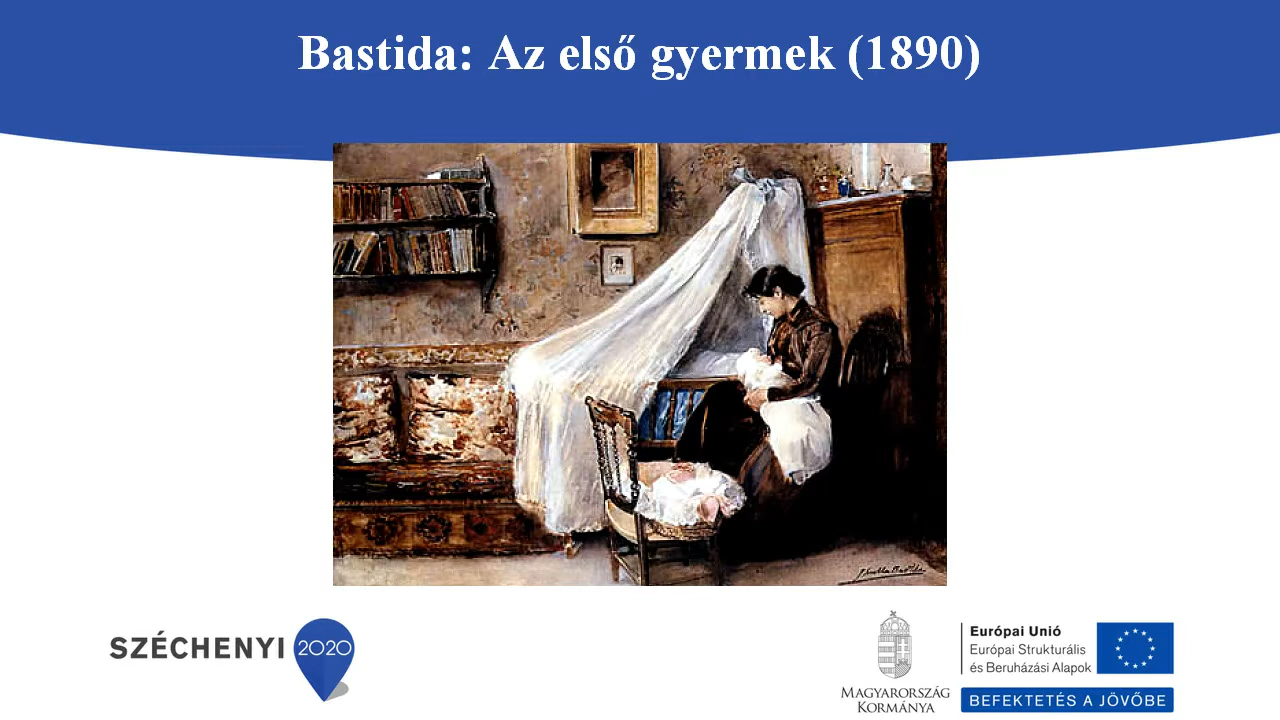 Bastida: Az első gyermek (1890)
SZÉCHENYI 2020
MAGYARORSZÁG
KORMÁNYA
Európai Unió
Európai Strukturális
és Beruházási Alapok
BEFEKTETÉS A JÖVŐBE